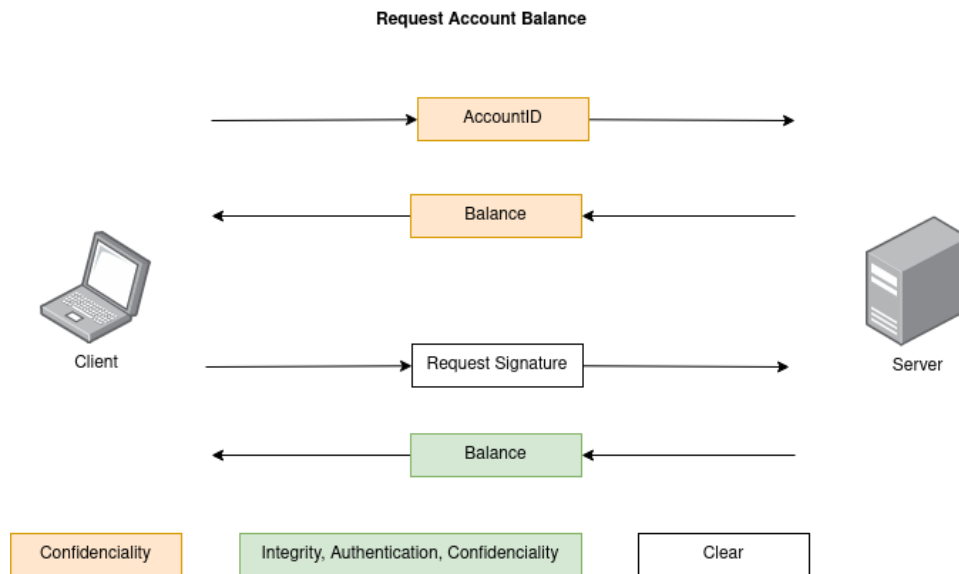 Request Account Balance
AccountID
Balance
Client
Request Signature
Server
Balance
Confidenciality
Integrity, Authentication, Confidenciality
Clear